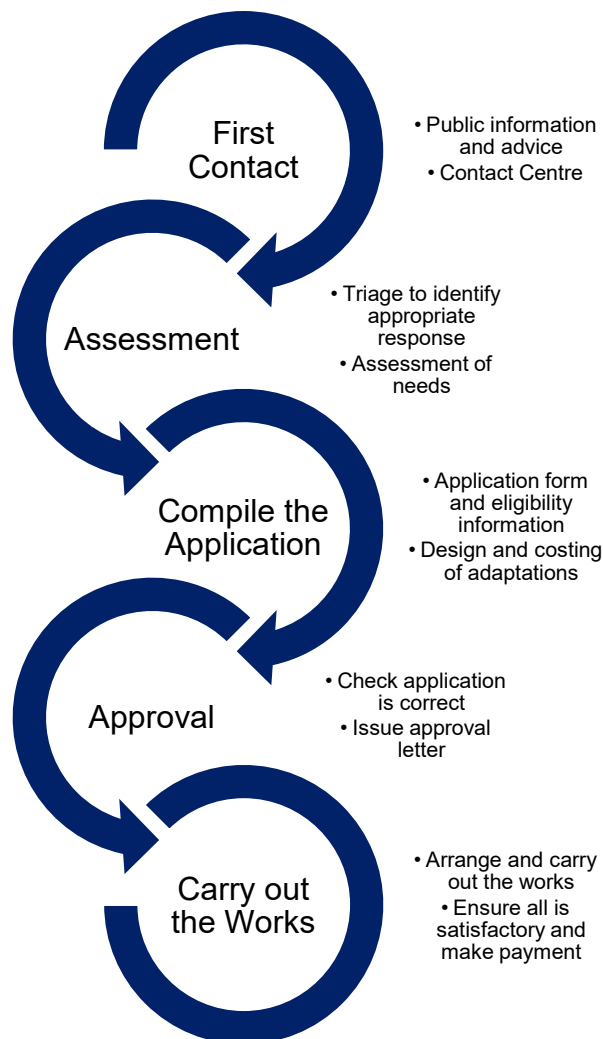 First
Contact
• Public information
and advice
• Contact Centre
Assessment
• Triage to identify
appropriate
response
• Assessment of
needs
Compile the
Application
• Application form
and eligibility
information
• Design and costing
of adaptations
Approval
• Check application
is correct
• Issue approval
letter
Carry out
the Works
• Arrange and carry
out the works
• Ensure all is
satisfactory and
make payment